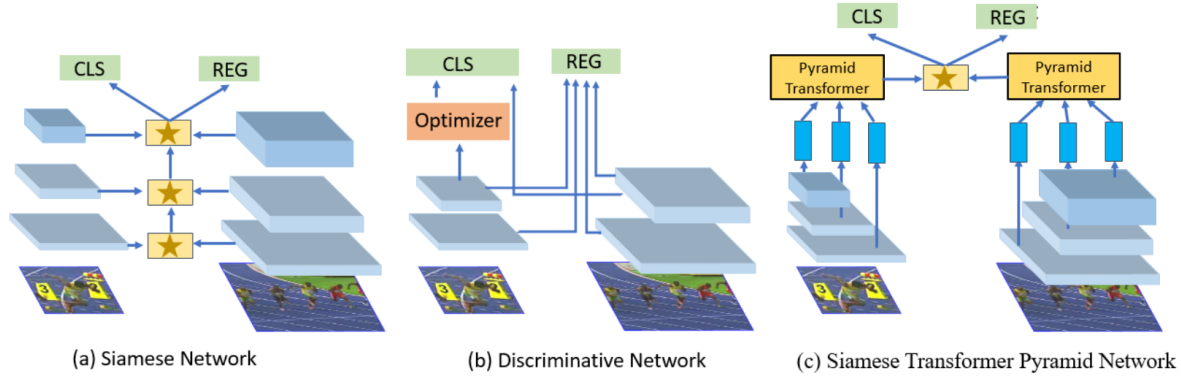 CLS
REG
(a) Siamese Network
CLS
REG
Optimizer
(b) Discriminative Network
CLS
REG
Pyramid
Transformer
Pyramid
Transformer
(c) Siamese Transformer Pyramid Network